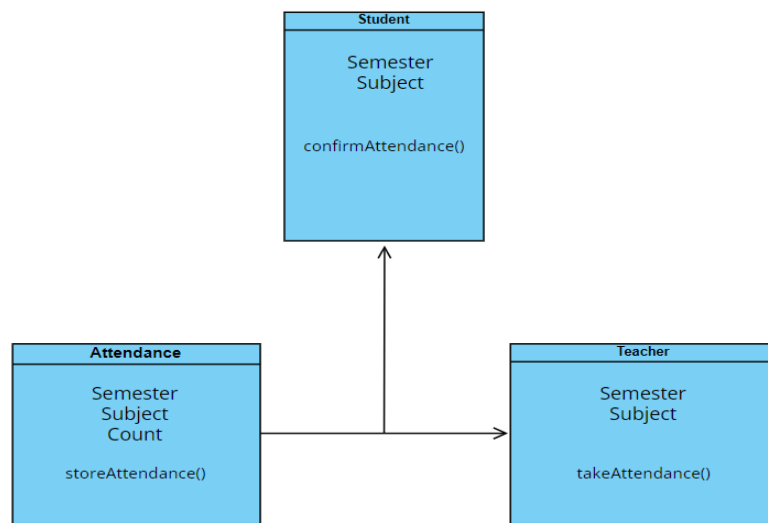 Student
Semester
Subject
confirmAttendance()
Attendance
Semester
Subject
Count
storeAttendance()
Teacher
Semester
Subject
takeAttendance()